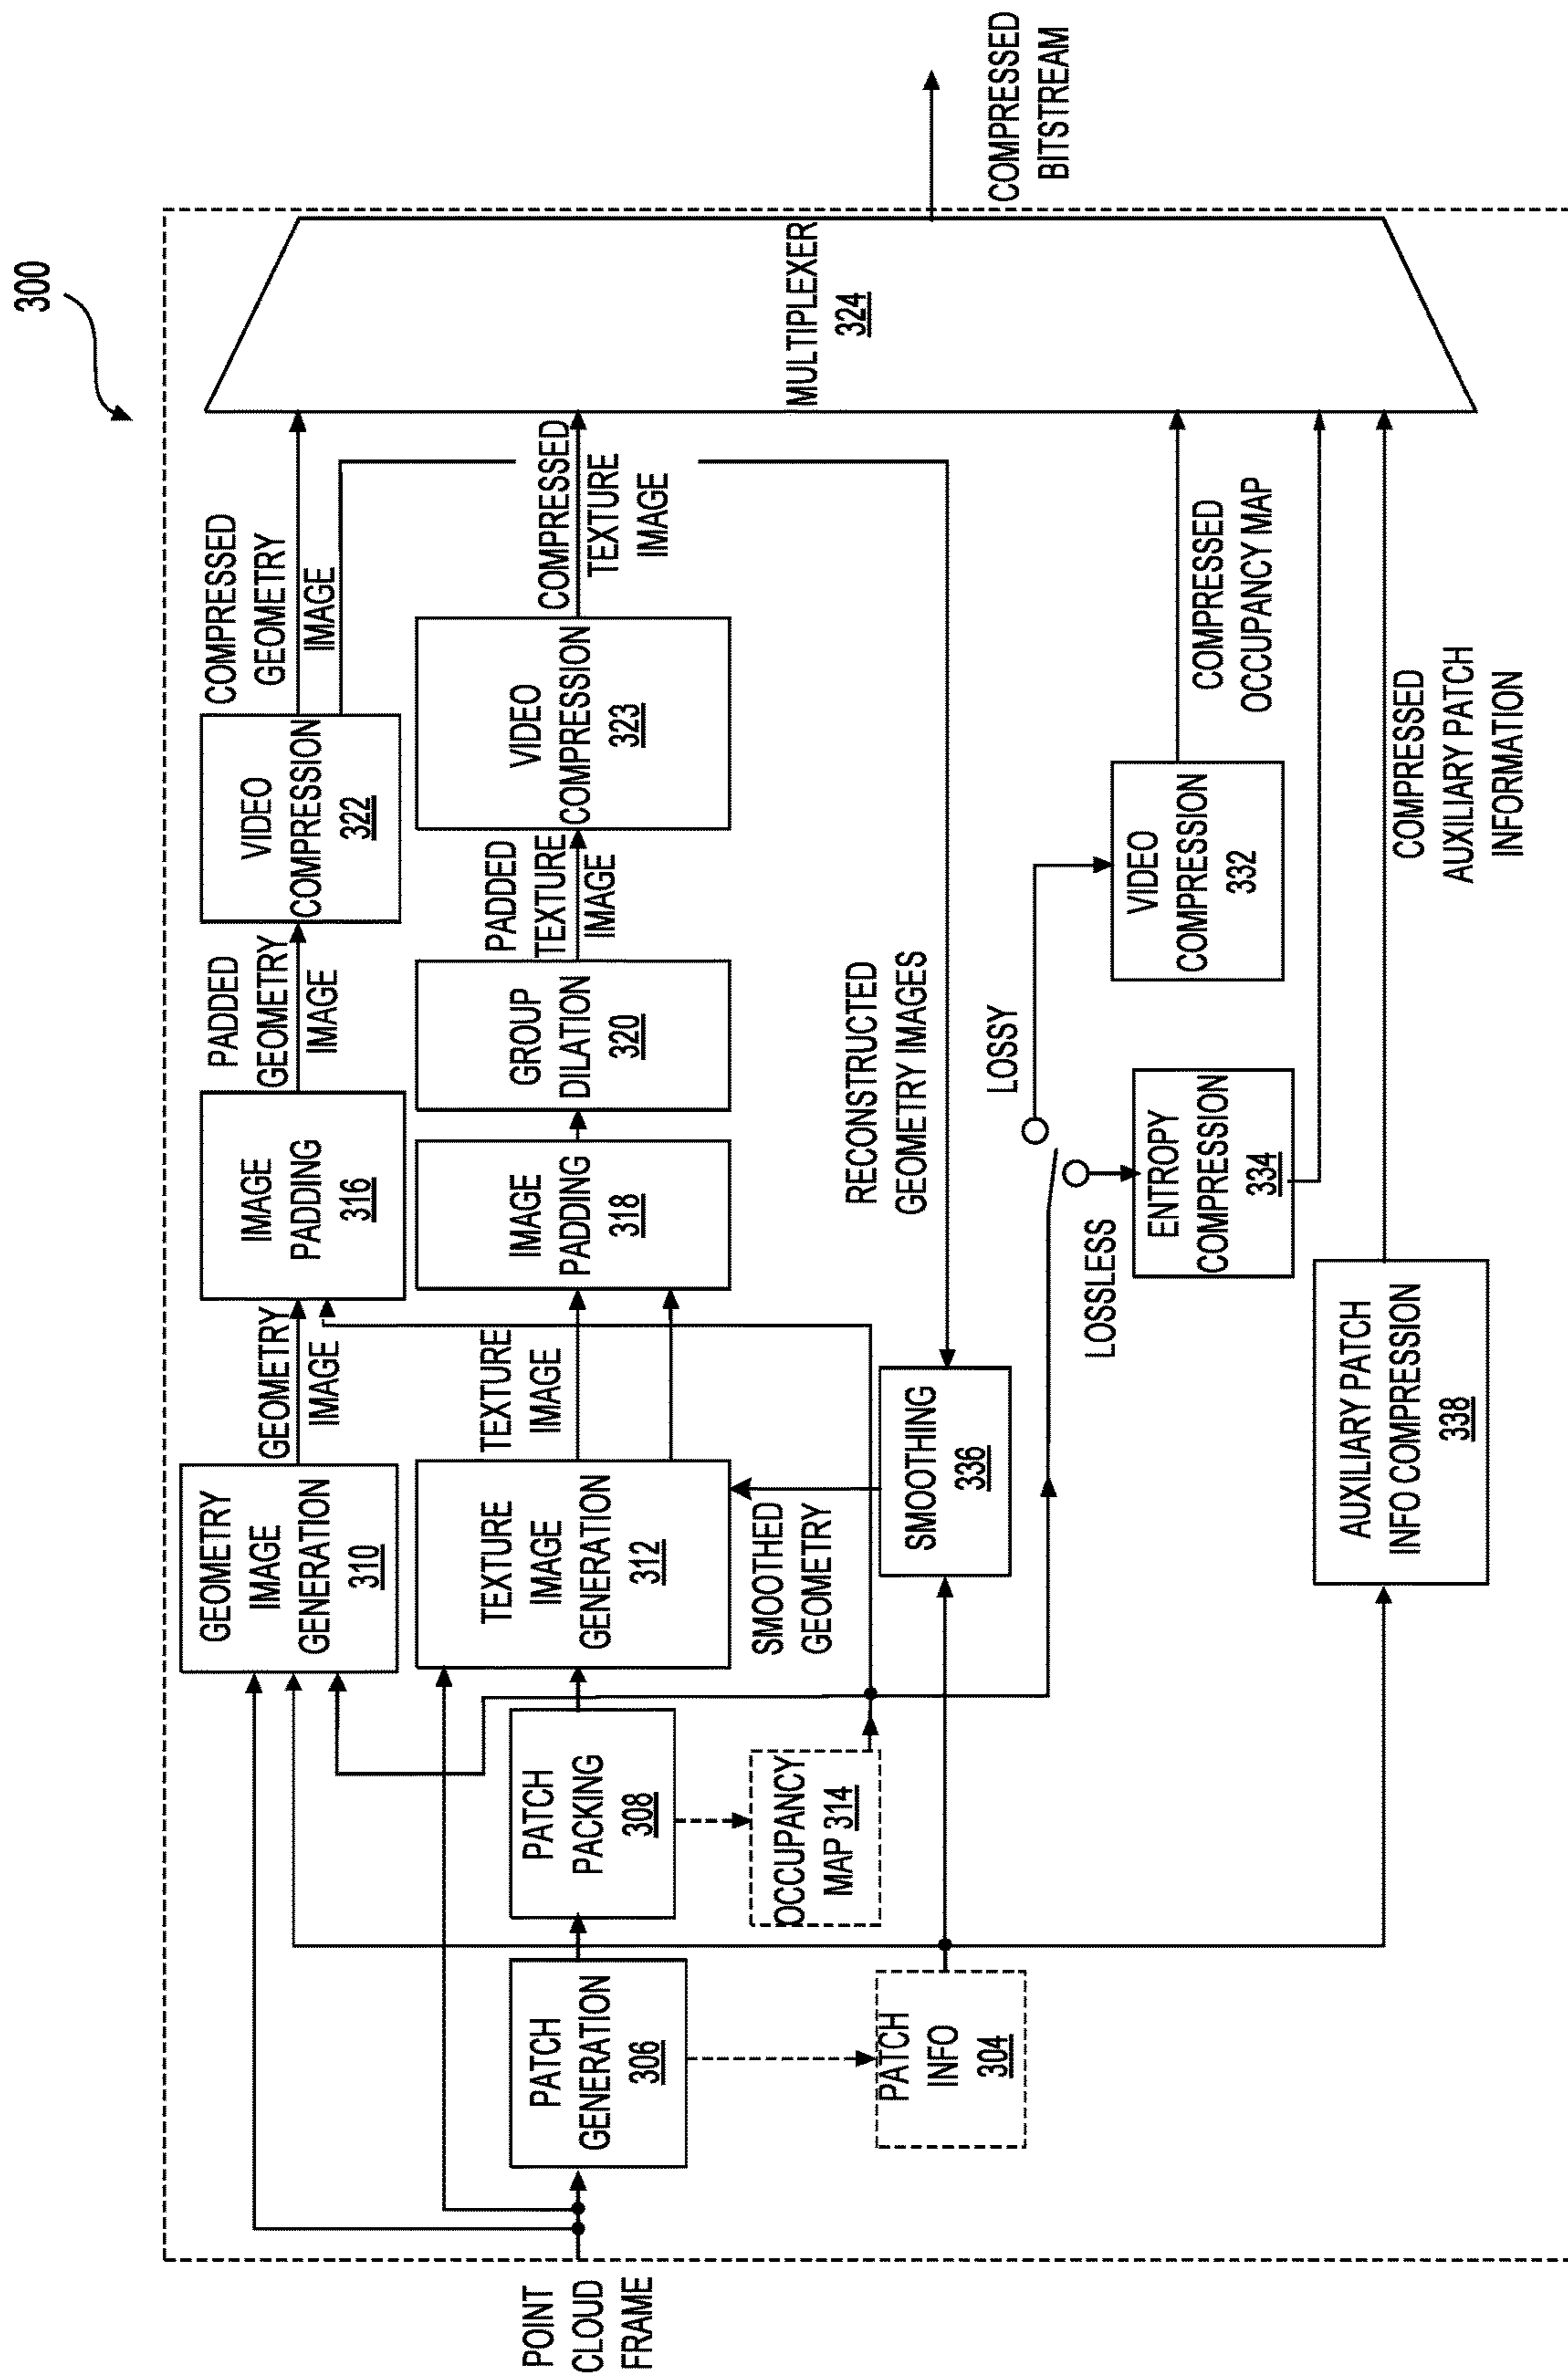 300
POINT
CLOUD
FRAME
PATCH
GENERATION
306
PATCH
INFO
304
PATCH
PACKING
308
OCCUPANCY
MAP 314
GEOMETRY
IMAGE
GENERATION
310
TEXTURE
IMAGE
GENERATION
312
SMOOTHED
GEOMETRY
SMOOTHING
336
GEOMETRY
IMAGE
TEXTURE
IMAGE
IMAGE
PADDING
316
IMAGE
PADDING
318
GROUP
DILATION
320
PADDED
GEOMETRY
IMAGE
PADDED
TEXTURE
IMAGE
VIDEO
COMPRESSION
322
VIDEO
COMPRESSION
323
RECONSTRUCTED
GEOMETRY IMAGES
LOSSY
LOSSLESS
VIDEO
COMPRESSION
332
ENTROPY
COMPRESSION
334
AUXILIARY PATCH
INFO COMPRESSION
338
COMPRESSED
GEOMETRY
IMAGE
COMPRESSED
TEXTURE
IMAGE
COMPRESSED
OCCUPANCY MAP
COMPRESSED
AUXILIARY PATCH
INFORMATION
MULTIPLEXER
324
COMPRESSED
BITSTREAM